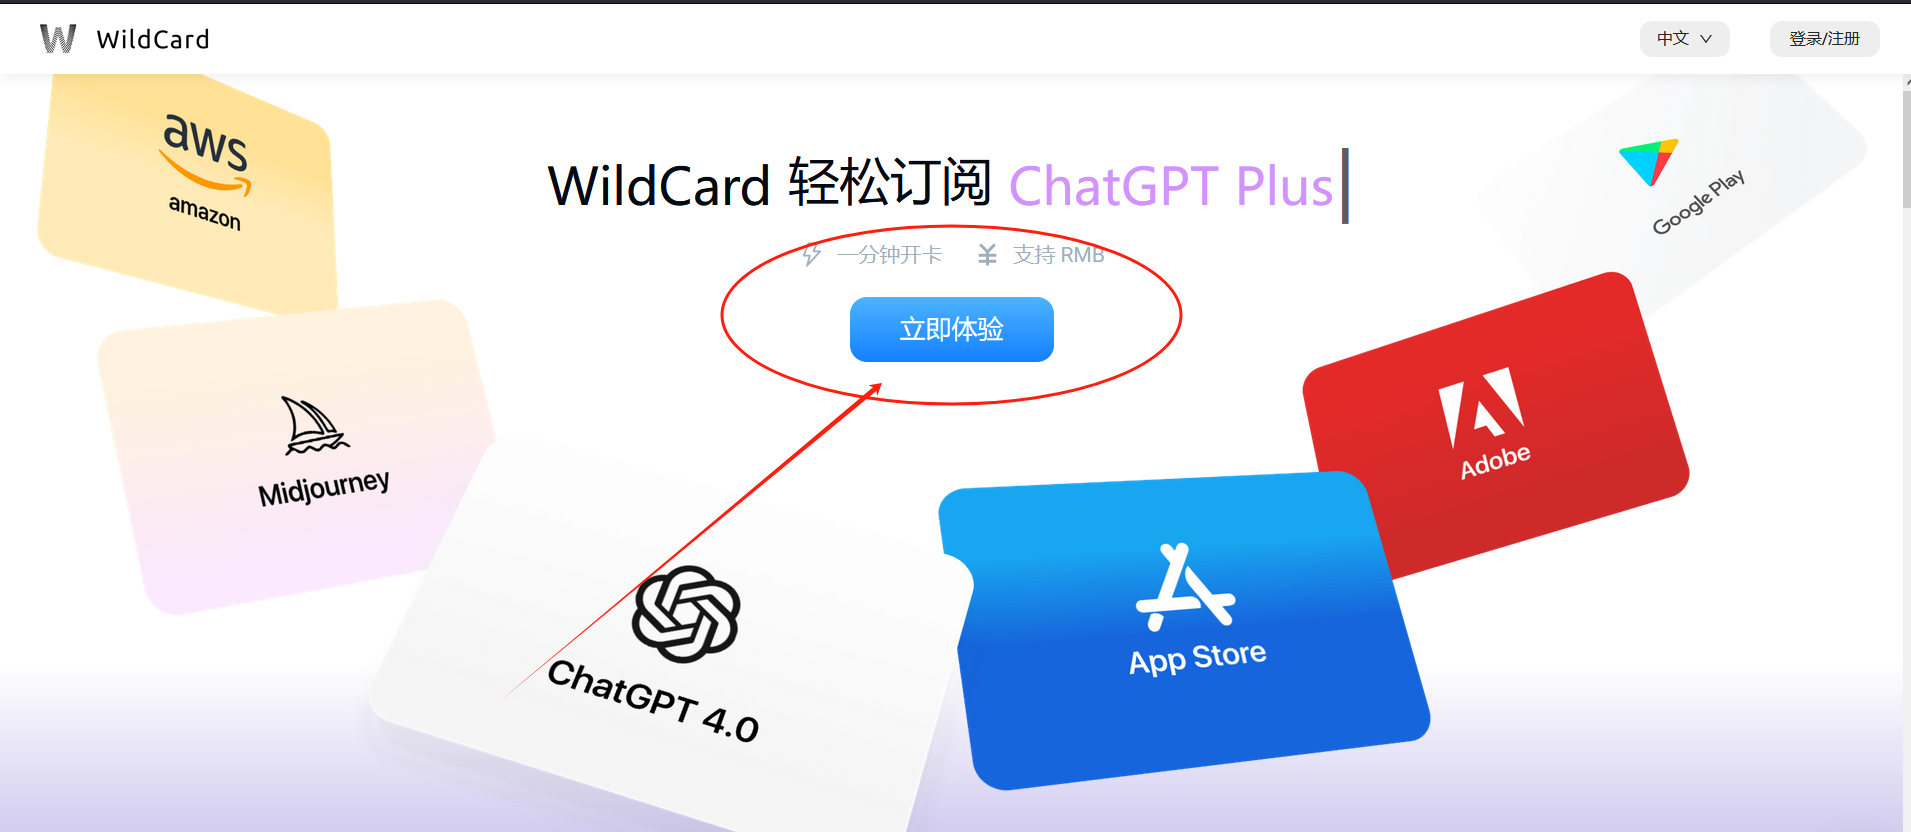 WildCard
中文
登录/注册
aws
amazon
WildCard 轻松订阅 ChatGPT Plus
Google Play
一分钟开卡 支持 RMB
立即体验
Midjourney
Adobe
ChatGPT 4.0
App Store